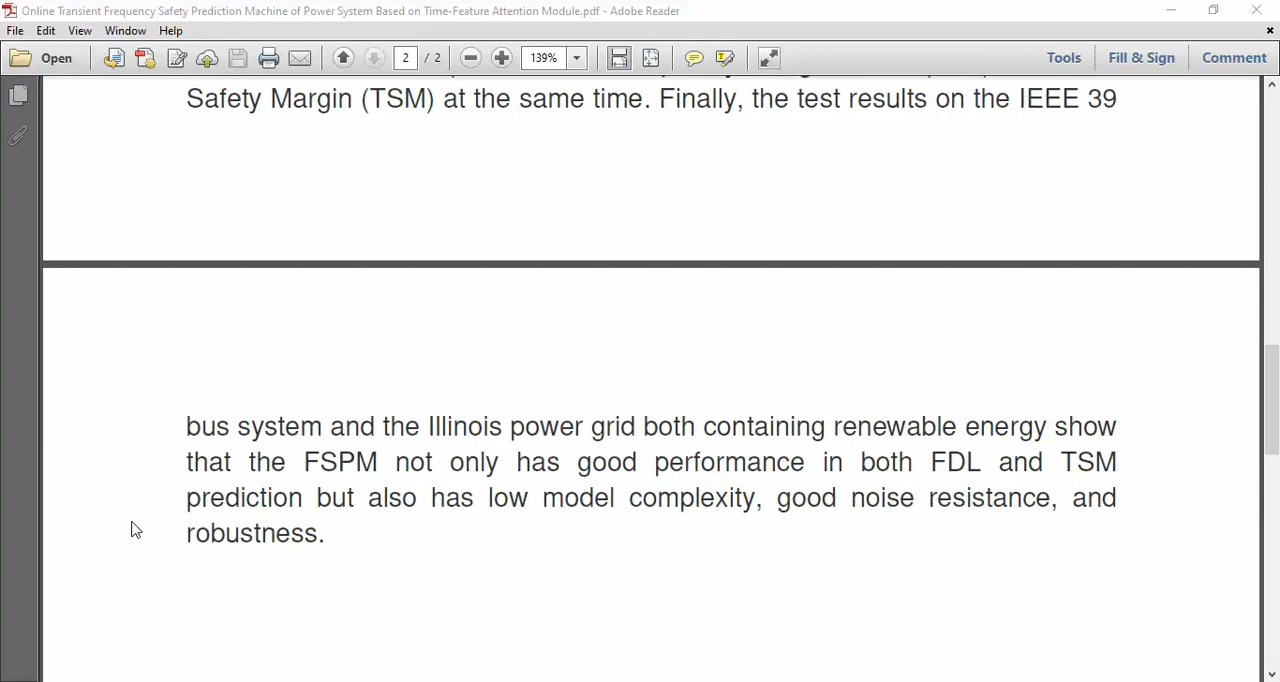 Online Transient Frequency Safety Prediction Machine of Power System Based on Time-Feature Attention Module.pdf - Adobe Reader
File Edit View Window Help
Open 2 / 2 139% Tools Fill & Sign Comment
Safety Margin (TSM) at the same time. Finally, the test results on the IEEE 39
bus system and the Illinois power grid both containing renewable energy show
that the FSPM not only has good performance in both FDL and TSM
prediction but also has low model complexity, good noise resistance, and
robustness.